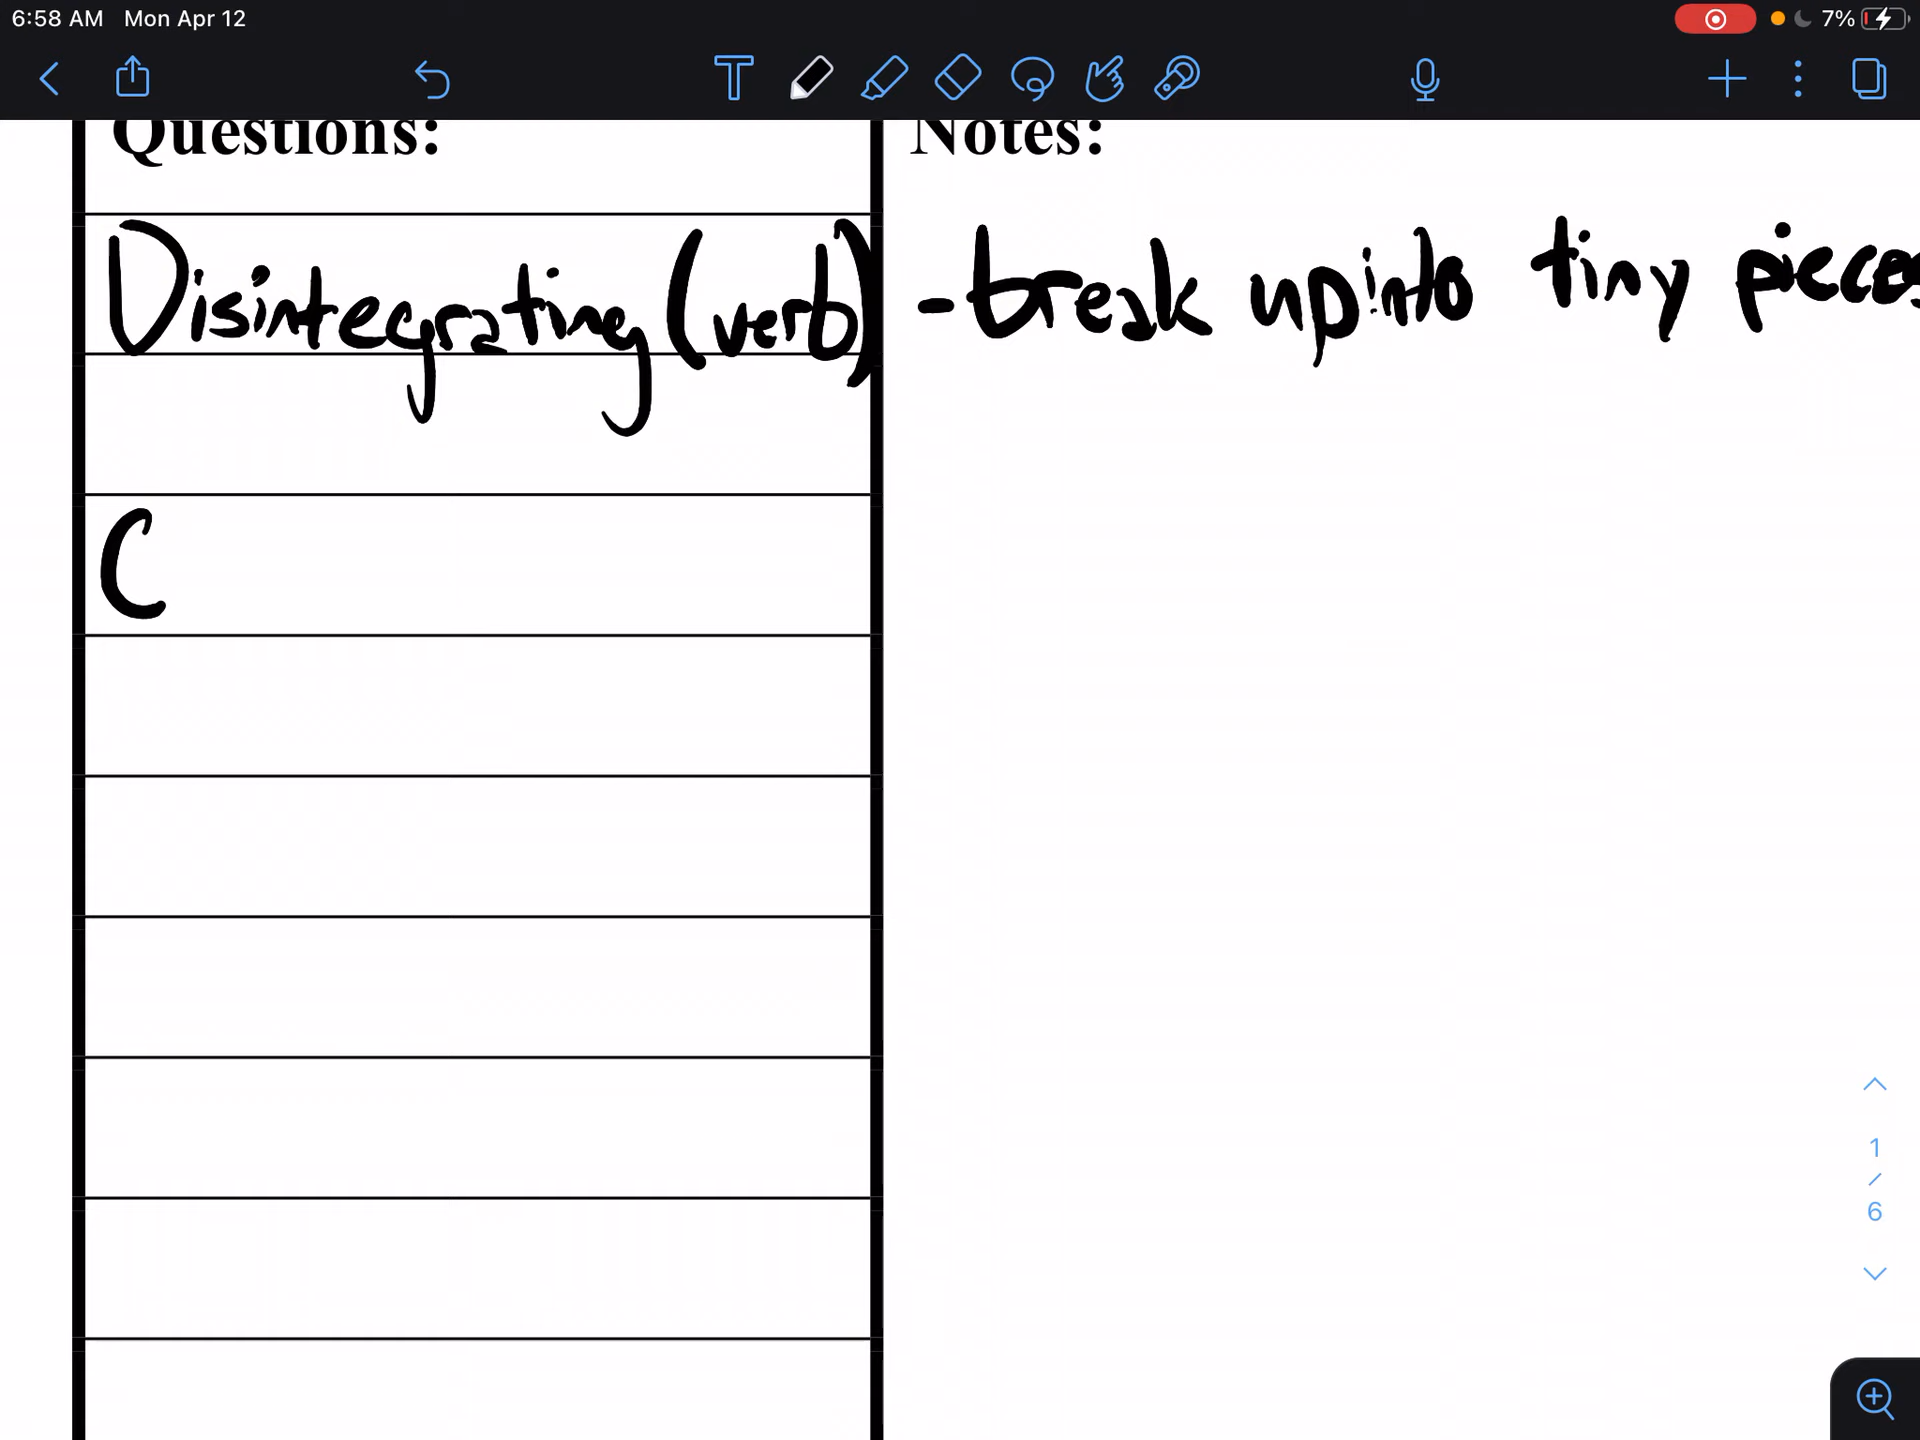 6:58 AM Mon Apr 12 7%
Questions: Notes:
Disintegrating (verb) - break up into tiny pieces
C
1
/
6